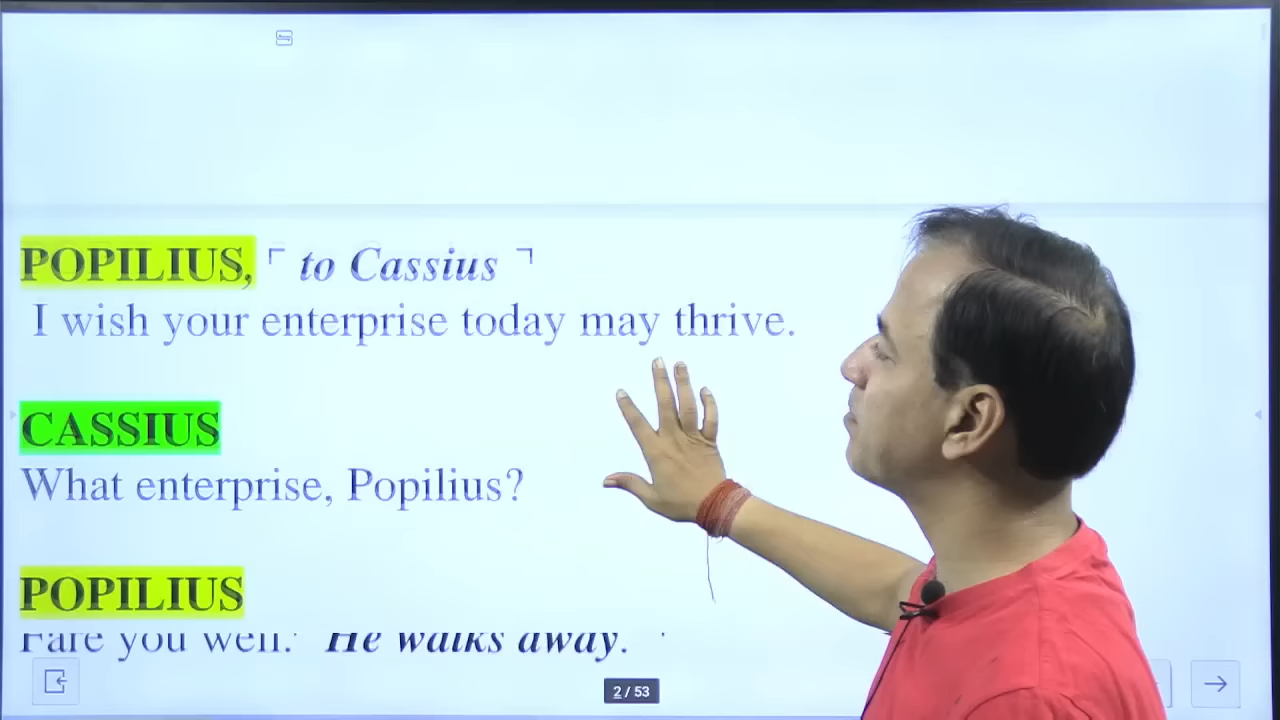 POPILIUS, ⌜ to Cassius ⌝
I wish your enterprise today may thrive.
CASSIUS
What enterprise, Popilius?
POPILIUS
Fare you well. He walks away.
2 / 53